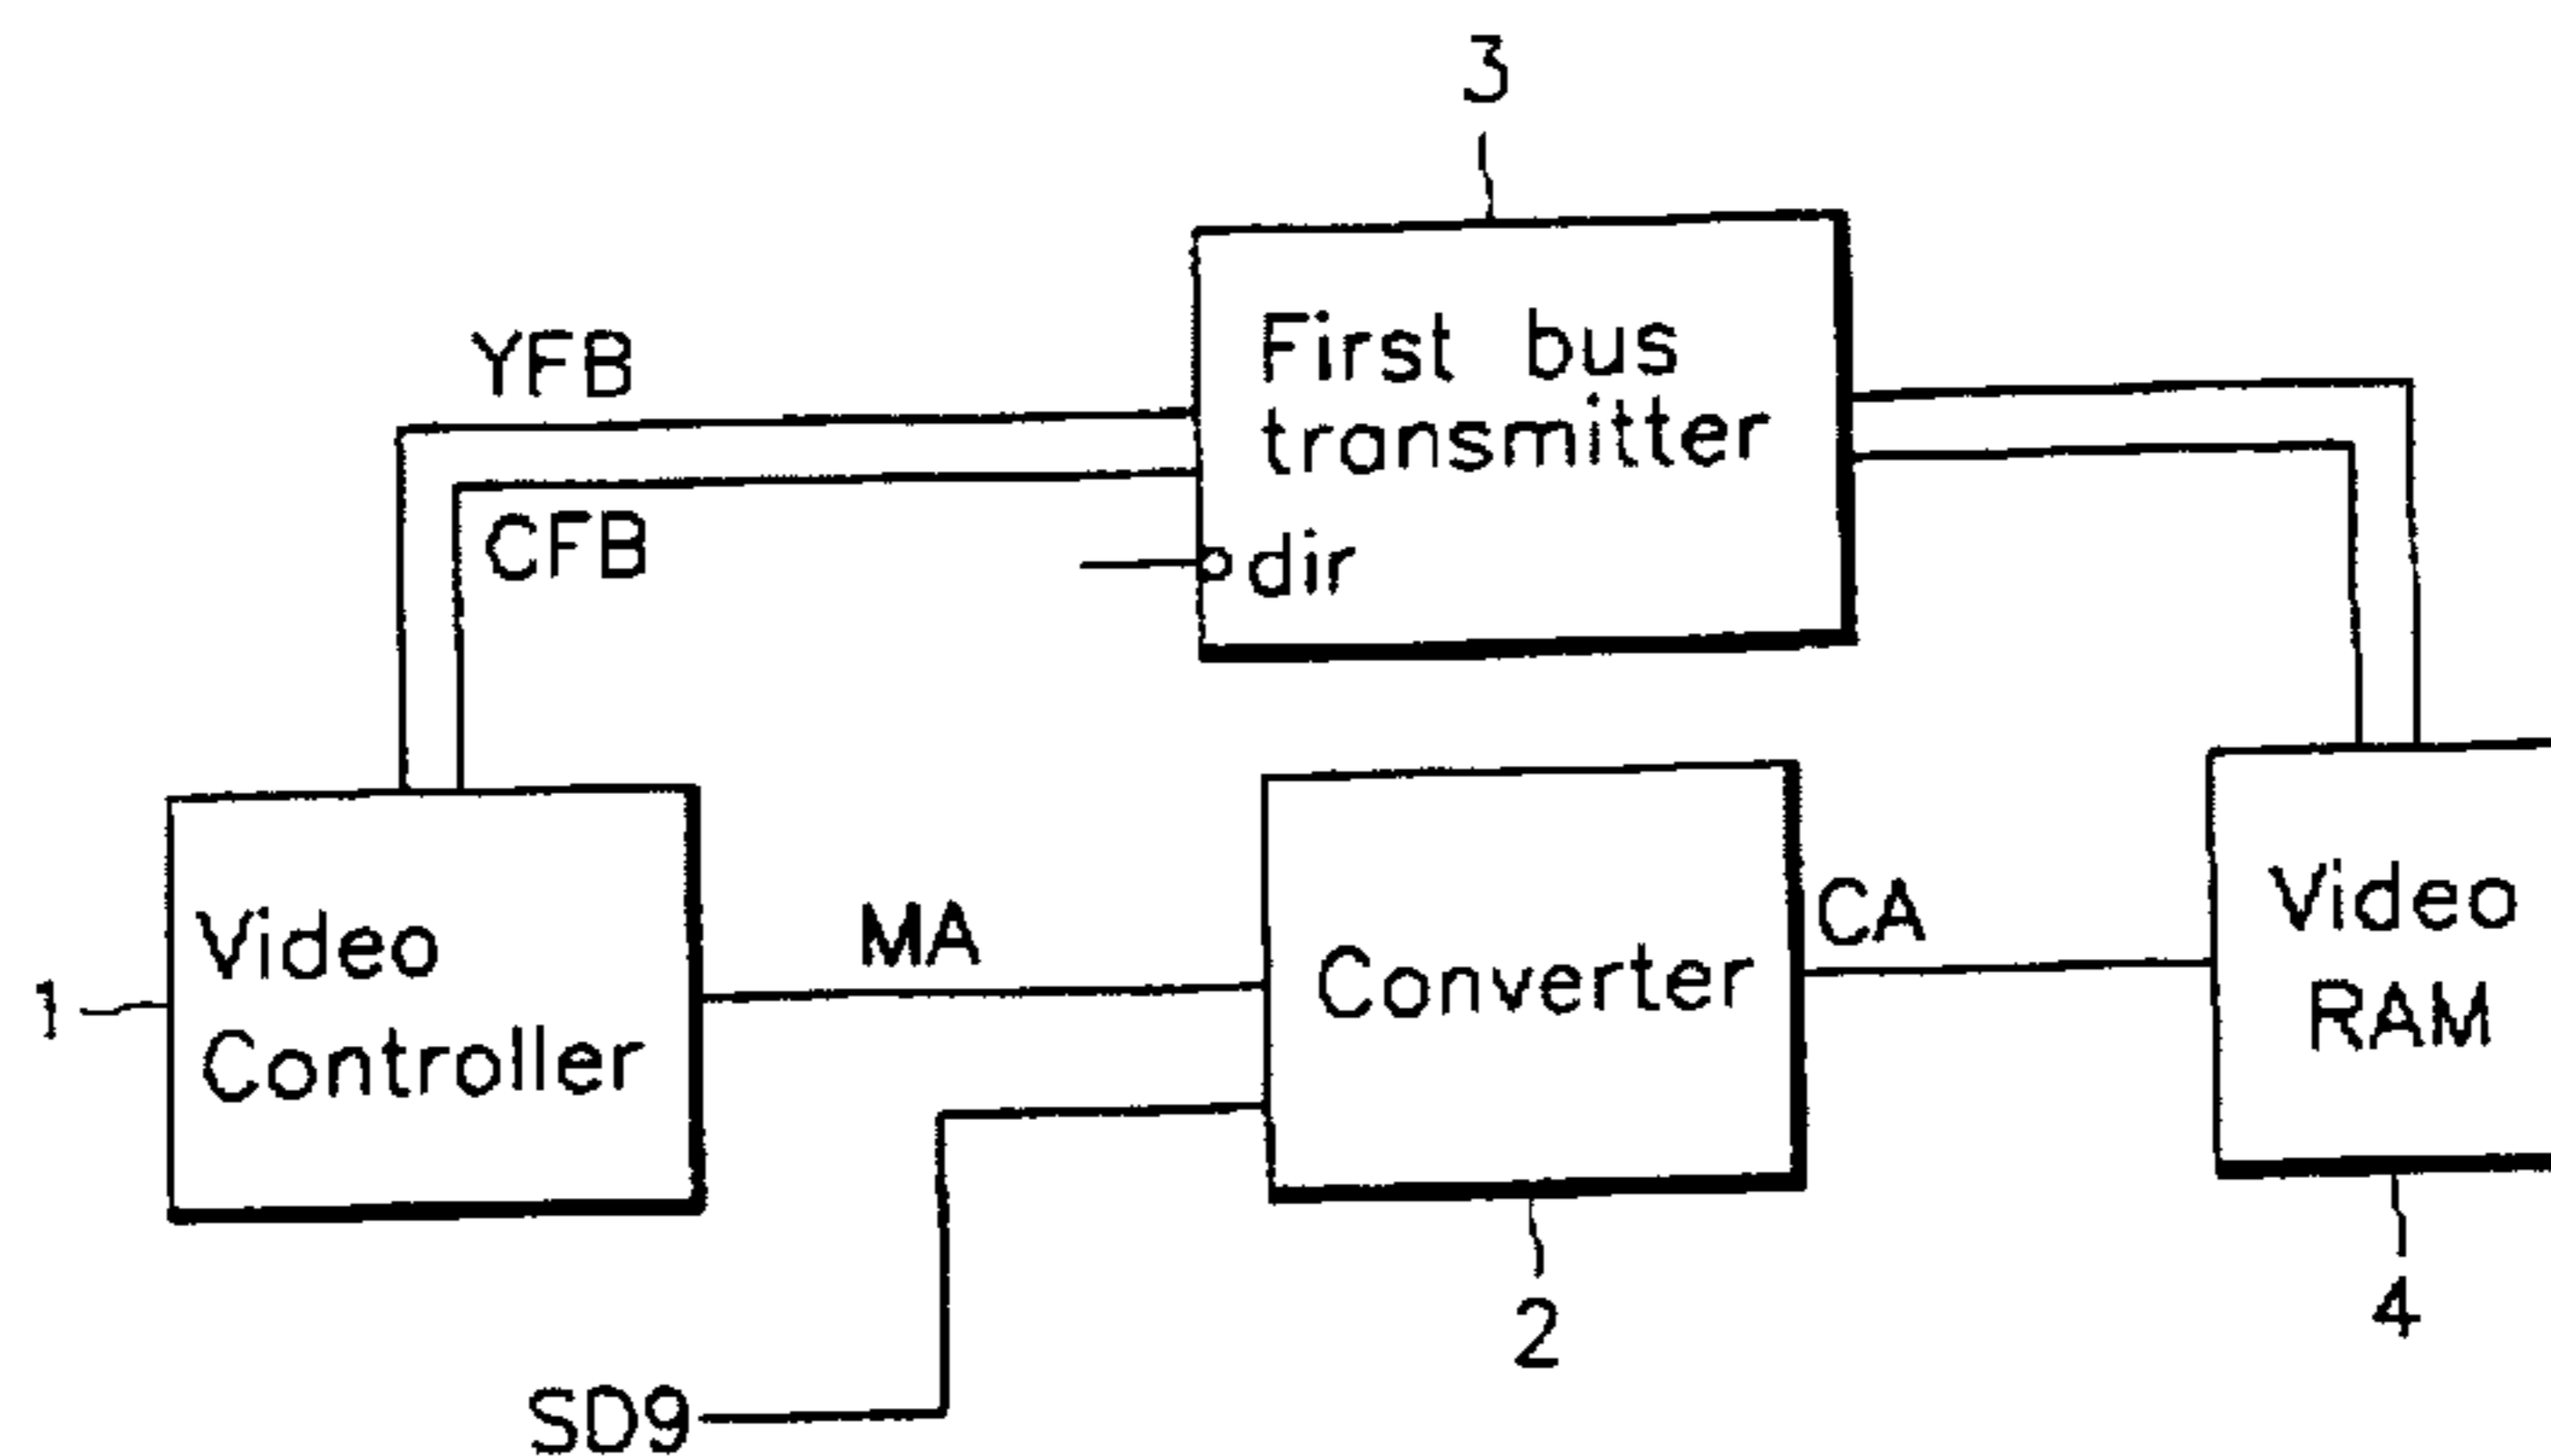 3
First bus
transmitter
dir
YFB
CFB
1
Video
Controller
MA
Converter
CA
Video
RAM
2
4
SD9